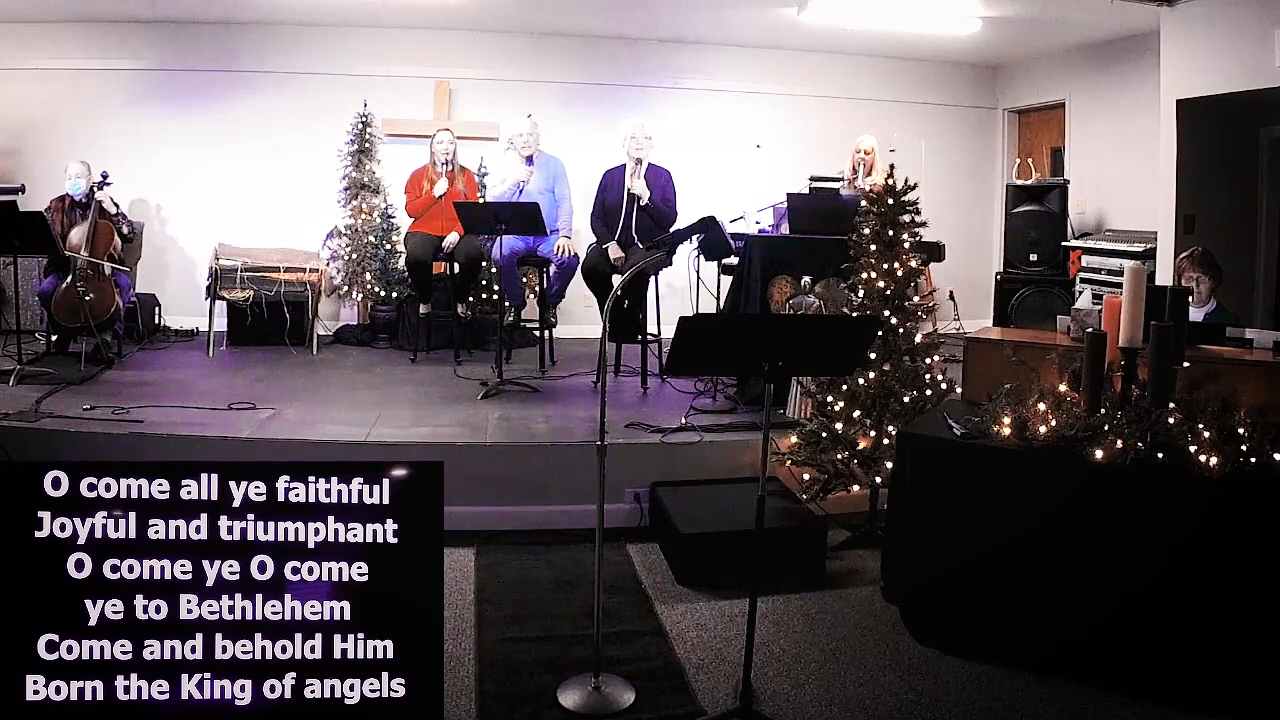 O come all ye faithful
Joyful and triumphant
O come ye O come
ye to Bethlehem
Come and behold Him
Born the King of angels